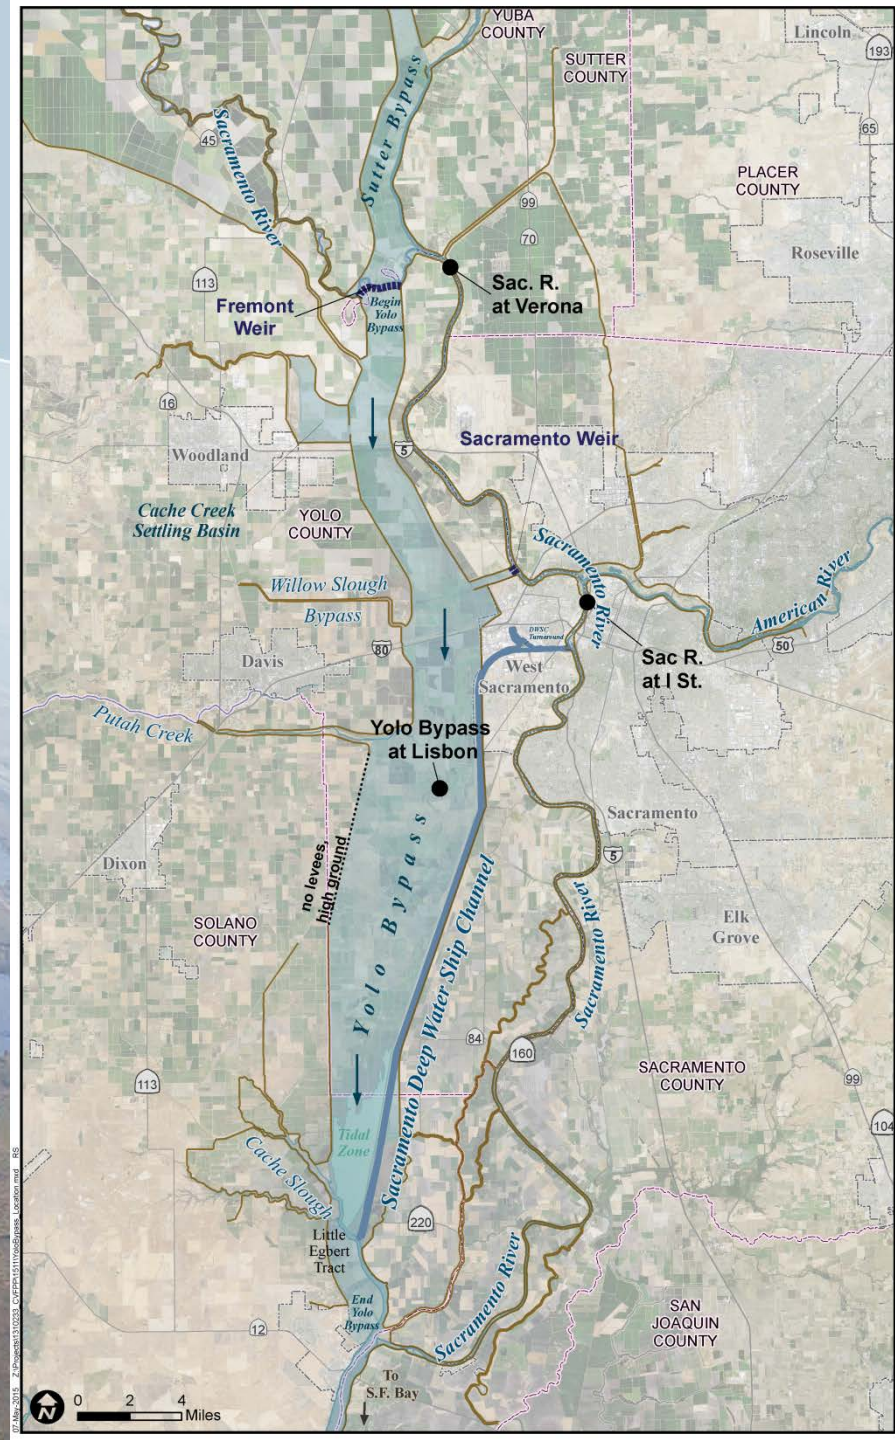 YUBA
COUNTY
Lincoln
193
SUTTER
COUNTY
65
45
Sacramento River
Sutter Bypass
PLACER
COUNTY
99
70
Roseville
113
Sac. R.
at Verona
Fremont
Weir
Begin
Yolo
Bypass
16
Woodland
5
Sacramento Weir
Cache Creek
Settling Basin
YOLO
COUNTY
Sacramento River
American River
Willow Slough
Bypass
80
Davis
DWSC
Turnaround
West
Sacramento
50
Sac R.
at I St.
Putah Creek
Yolo Bypass
at Lisbon
Sacramento
Dixon
no levees,
high ground
Yolo Bypass
5
SOLANO
COUNTY
Elk
Grove
Sacramento River
Sacramento Deep Water Ship Channel
84
160
SACRAMENTO
COUNTY
113
99
104
Tidal
Zone
Cache Slough
220
Little
Egbert
Tract
Sacramento River
End
Yolo
Bypass
12
SAN
JOAQUIN
COUNTY
To
S.F. Bay
N
0 2 4
Miles
07-May-2015
RS